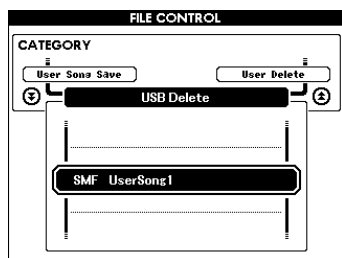 FILE CONTROL
CATEGORY
User Song Save User Delete
USB Delete
SMF UserSong1